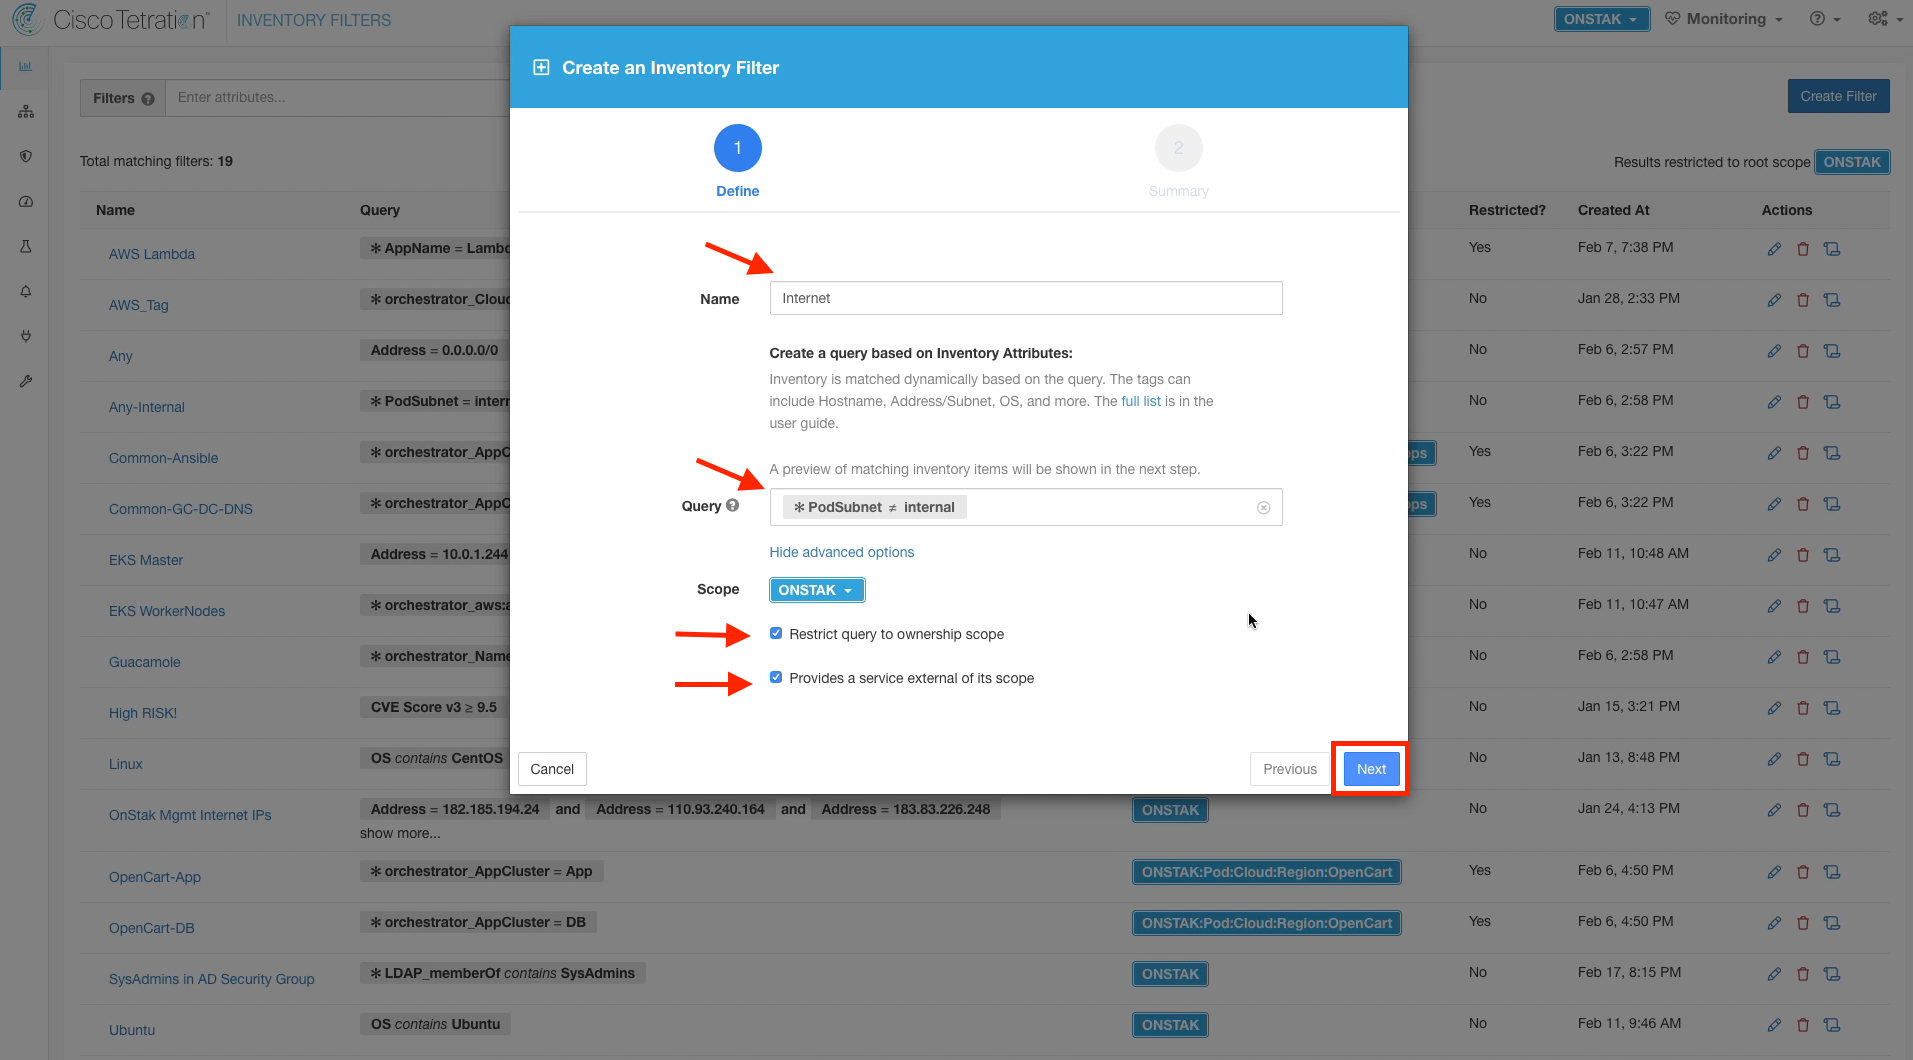 Cisco Tetration™ INVENTORY FILTERS ONSTAK Monitoring
Create an Inventory Filter
Filters Enter attributes... Create Filter
1 2
Define Summary
Total matching filters: 19 Results restricted to root scope ONSTAK
Name Query Restricted? Created At Actions
AWS Lambda ✻ AppName = Lambd Yes Feb 7, 7:38 PM
AWS_Tag ✻ orchestrator_Cloud No Jan 28, 2:33 PM
Any Address = 0.0.0.0/0 No Feb 6, 2:57 PM
Any-Internal ✻ PodSubnet = intern No Feb 6, 2:58 PM
Common-Ansible ✻ orchestrator_AppC ops Yes Feb 6, 3:22 PM
Common-GC-DC-DNS ✻ orchestrator_AppC ops Yes Feb 6, 3:22 PM
EKS Master Address = 10.0.1.244 No Feb 11, 10:48 AM
EKS WorkerNodes ✻ orchestrator_aws:a No Feb 11, 10:47 AM
Guacamole ✻ orchestrator_Name No Feb 6, 2:58 PM
High RISK! CVE Score v3 ≥ 9.5 No Jan 15, 3:21 PM
Linux OS contains CentOS No Jan 13, 8:48 PM
Name Internet
Create a query based on Inventory Attributes:
Inventory is matched dynamically based on the query. The tags can
include Hostname, Address/Subnet, OS, and more. The full list is in the
user guide.
A preview of matching inventory items will be shown in the next step.
Query ✻ PodSubnet ≠ internal
Hide advanced options
Scope ONSTAK
Restrict query to ownership scope
Provides a service external of its scope
Cancel Previous Next
OnStak Mgmt Internet IPs Address = 182.185.194.24 and Address = 110.93.240.164 and Address = 183.83.226.248 ONSTAK No Jan 24, 4:13 PM
show more...
OpenCart-App ✻ orchestrator_AppCluster = App ONSTAK:Pod:Cloud:Region:OpenCart Yes Feb 6, 4:50 PM
OpenCart-DB ✻ orchestrator_AppCluster = DB ONSTAK:Pod:Cloud:Region:OpenCart Yes Feb 6, 4:50 PM
SysAdmins in AD Security Group ✻ LDAP_memberOf contains SysAdmins ONSTAK No Feb 17, 8:15 PM
Ubuntu OS contains Ubuntu ONSTAK No Feb 11, 9:46 AM